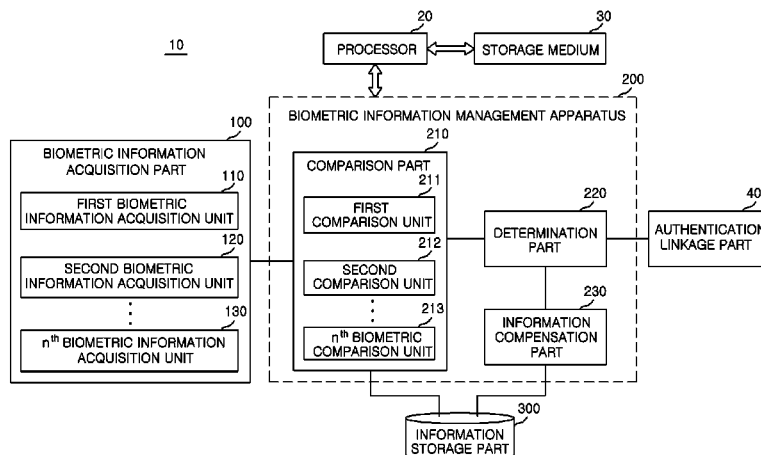 10
20
PROCESSOR
30
STORAGE MEDIUM
200
BIOMETRIC INFORMATION MANAGEMENT APPARATUS
100
BIOMETRIC INFORMATION
ACQUISITION PART
110
FIRST BIOMETRIC
INFORMATION ACQUISITION UNIT
120
SECOND BIOMETRIC
INFORMATION ACQUISITION UNIT
130
nth BIOMETRIC INFORMATION
ACQUISITION UNIT
210
COMPARISON PART
211
FIRST
COMPARISON UNIT
212
SECOND
COMPARISON UNIT
213
nth BIOMETRIC
COMPARISON UNIT
220
DETERMINATION
PART
230
INFORMATION
COMPENSATION
PART
AUTHENTICATION
LINKAGE PART
300
INFORMATION
STORAGE PART